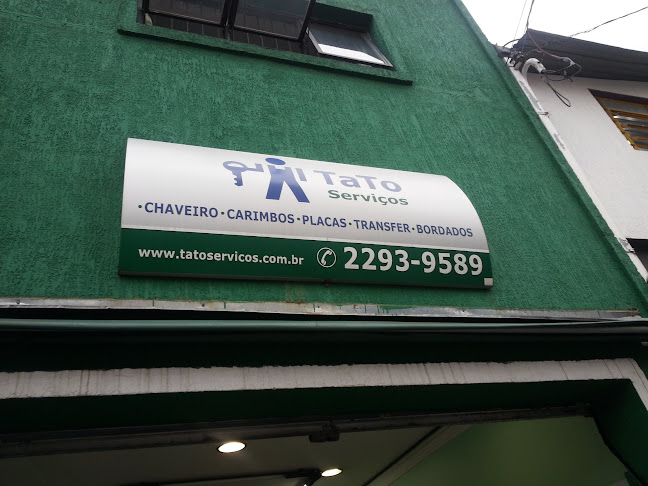 TaTo
Serviços
•CHAVEIRO•CARIMBOS•PLACAS•TRANSFER•BORDADOS
www.tatoservicos.com.br 2293-9589